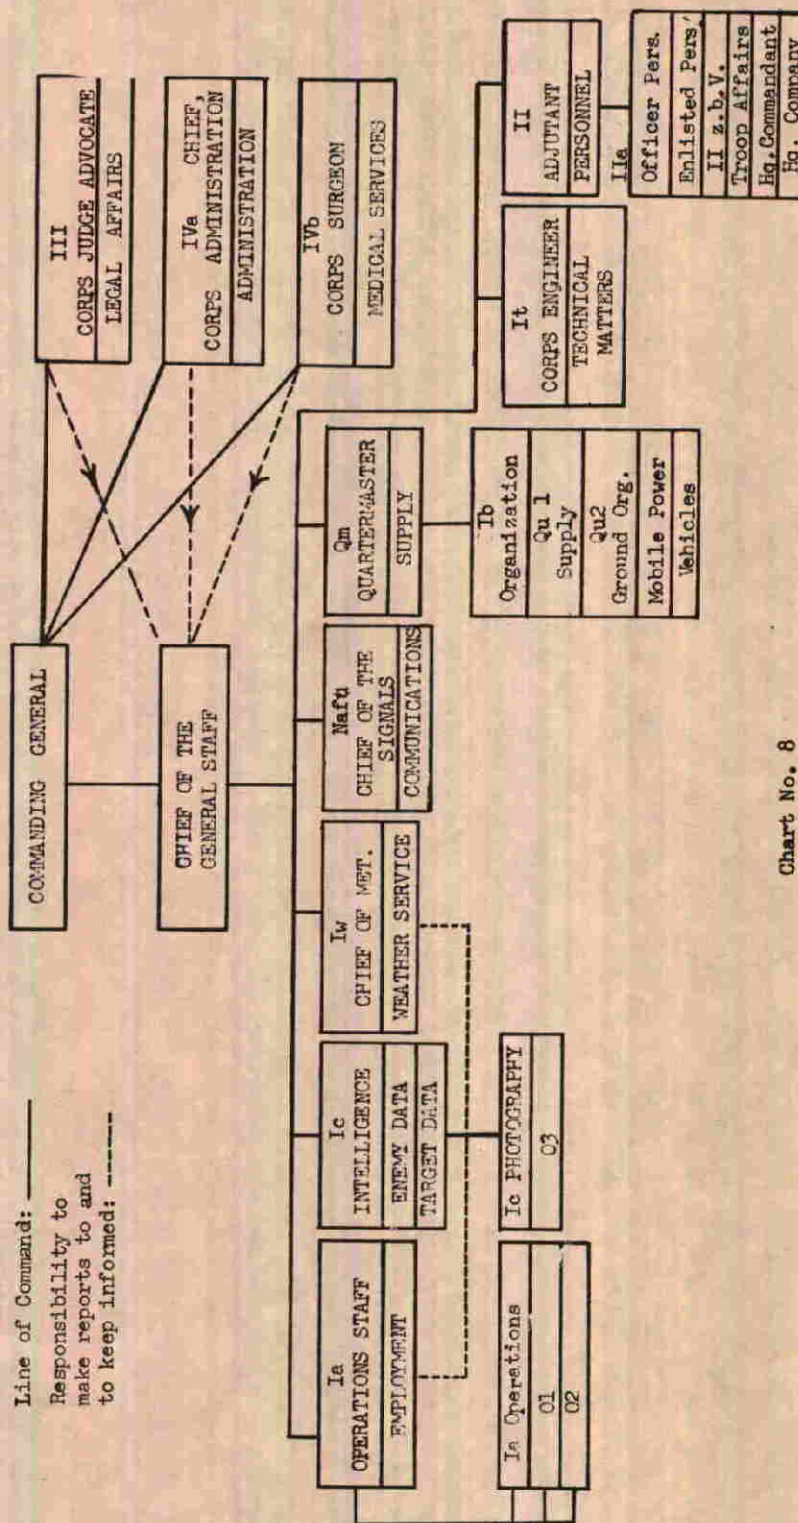 Line of Command:
Responsibility to
make reports to and
to keep informed:
COMMANDING GENERAL
CHIEF OF THE
GENERAL STAFF
III
CORPS JUDGE ADVOCATE
LEGAL AFFAIRS
IVa CHIEF,
CORPS ADMINISTRATION
ADMINISTRATION
IVb
CORPS SURGEON
MEDICAL SERVICES
Ia
OPERATIONS STAFF
EMPLOYMENT
Ic
INTELLIGENCE
ENEMY DATA
TARGET DATA
Iw
CHIEF OF MET.
WEATHER SERVICE
Nafu
CHIEF OF THE
SIGNALS
COMMUNICATIONS
Qm
QUARTERMASTER
SUPPLY
It
CORPS ENGINEER
TECHNICAL
MATTERS
II
ADJUTANT
PERSONNEL
Ia Operations
01
02
Ic PHOTOGRAPHY
03
Ib
Organization
Qu 1
Supply
Qu2
Ground Org.
Mobile Power
Vehicles
IIa
Officer Pers.
Enlisted Pers.
II z.b.V.
Troop Affairs
Hq. Commandant
Hq. Company
Chart No. 8